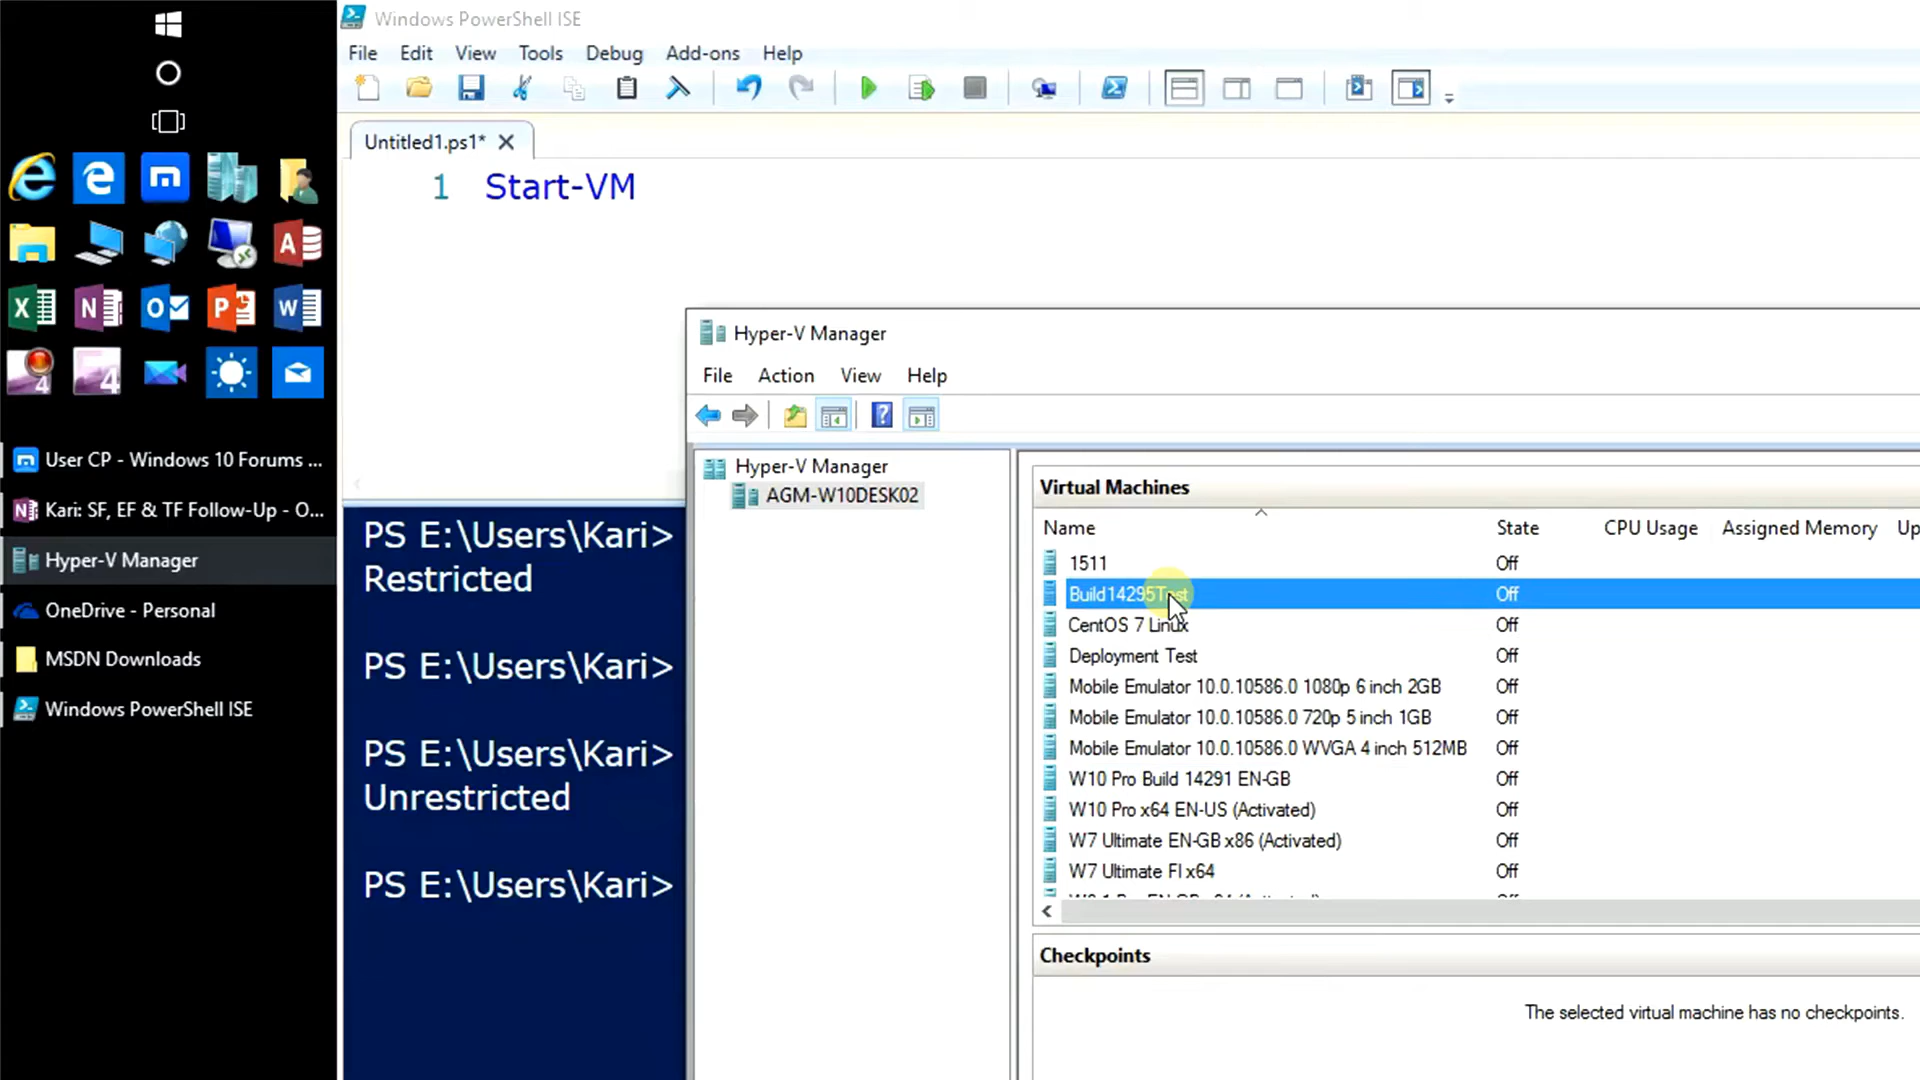 Windows PowerShell ISE
File Edit View Tools Debug Add-ons Help
Untitled1.ps1*
1 Start-VM
User CP - Windows 10 Forums ...
Kari: SF, EF & TF Follow-Up - O...
Hyper-V Manager
OneDrive - Personal
MSDN Downloads
Windows PowerShell ISE
PS E:\Users\Kari>
Restricted
PS E:\Users\Kari>
PS E:\Users\Kari>
Unrestricted
PS E:\Users\Kari>
Hyper-V Manager
File Action View Help
Hyper-V Manager
AGM-W10DESK02
Virtual Machines
Name State CPU Usage Assigned Memory Up
1511 Off
Build14295Test Off
CentOS 7 Linux Off
Deployment Test Off
Mobile Emulator 10.0.10586.0 1080p 6 inch 2GB Off
Mobile Emulator 10.0.10586.0 720p 5 inch 1GB Off
Mobile Emulator 10.0.10586.0 WVGA 4 inch 512MB Off
W10 Pro Build 14291 EN-GB Off
W10 Pro x64 EN-US (Activated) Off
W7 Ultimate EN-GB x86 (Activated) Off
W7 Ultimate FI x64 Off
Checkpoints
The selected virtual machine has no checkpoints.